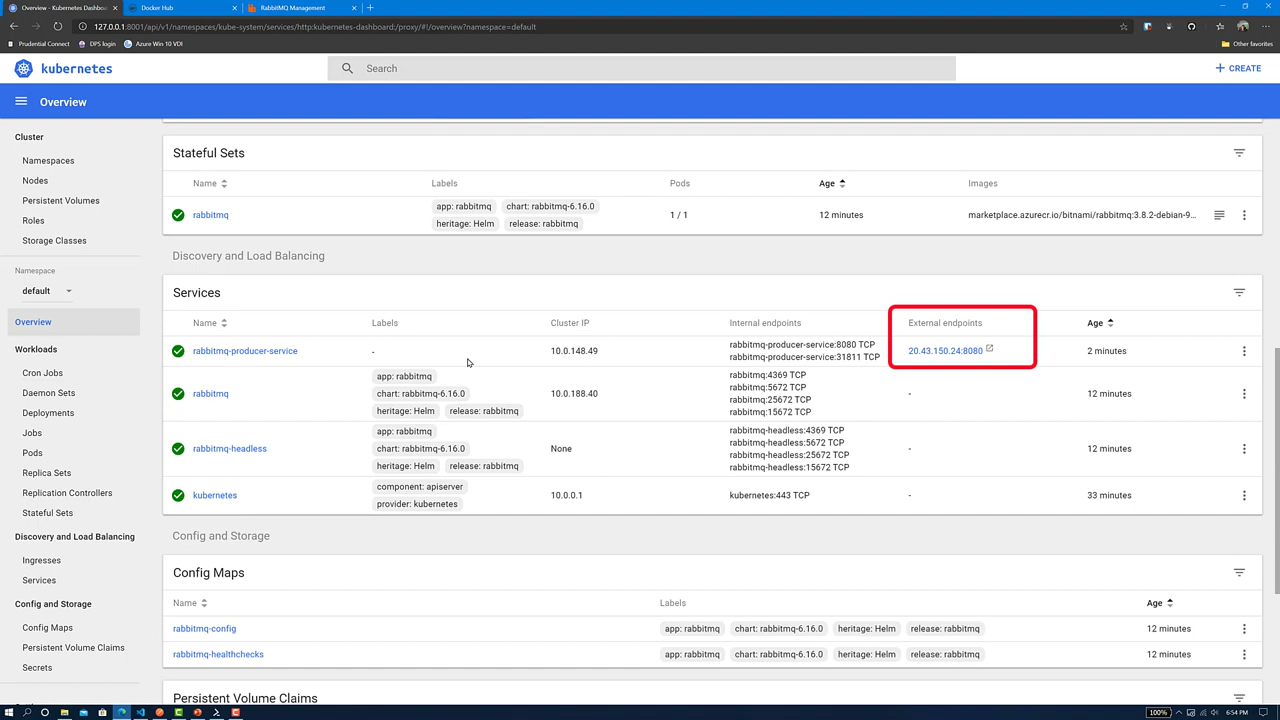 Overview - Kubernetes Dashboard
Docker Hub
RabbitMQ Management
127.0.0.1:8001/api/v1/namespaces/kube-system/services/http:kubernetes-dashboard:/proxy/#!/overview?namespace=default
Prudential Connect
DPS login
Azure Win 10 VDI
Other favorites
kubernetes
Search
+ CREATE
Overview
Cluster
Namespaces
Nodes
Persistent Volumes
Roles
Storage Classes
Namespace
default
Overview
Workloads
Cron Jobs
Daemon Sets
Deployments
Jobs
Pods
Replica Sets
Replication Controllers
Stateful Sets
Discovery and Load Balancing
Ingresses
Services
Config and Storage
Config Maps
Persistent Volume Claims
Secrets
Stateful Sets
Name Labels Pods Age Images
rabbitmq app: rabbitmq chart: rabbitmq-6.16.0 1 / 1 12 minutes marketplace.azurecr.io/bitnami/rabbitmq:3.8.2-debian-9...
heritage: Helm release: rabbitmq
Discovery and Load Balancing
Services
Name Labels Cluster IP Internal endpoints External endpoints Age
rabbitmq-producer-service - 10.0.148.49 rabbitmq-producer-service:8080 TCP 20.43.150.24:8080 2 minutes
rabbitmq-producer-service:31811 TCP
rabbitmq app: rabbitmq 10.0.188.40 rabbitmq:4369 TCP - 12 minutes
chart: rabbitmq-6.16.0 rabbitmq:5672 TCP
heritage: Helm release: rabbitmq rabbitmq:25672 TCP
rabbitmq:15672 TCP
rabbitmq-headless app: rabbitmq None rabbitmq-headless:4369 TCP - 12 minutes
chart: rabbitmq-6.16.0 rabbitmq-headless:5672 TCP
heritage: Helm release: rabbitmq rabbitmq-headless:25672 TCP
rabbitmq-headless:15672 TCP
kubernetes component: apiserver 10.0.0.1 kubernetes:443 TCP - 33 minutes
provider: kubernetes
Config and Storage
Config Maps
Name Labels Age
rabbitmq-config app: rabbitmq chart: rabbitmq-6.16.0 heritage: Helm release: rabbitmq 12 minutes
rabbitmq-healthchecks app: rabbitmq chart: rabbitmq-6.16.0 heritage: Helm release: rabbitmq 12 minutes
Persistent Volume Claims
100%
6:54 PM